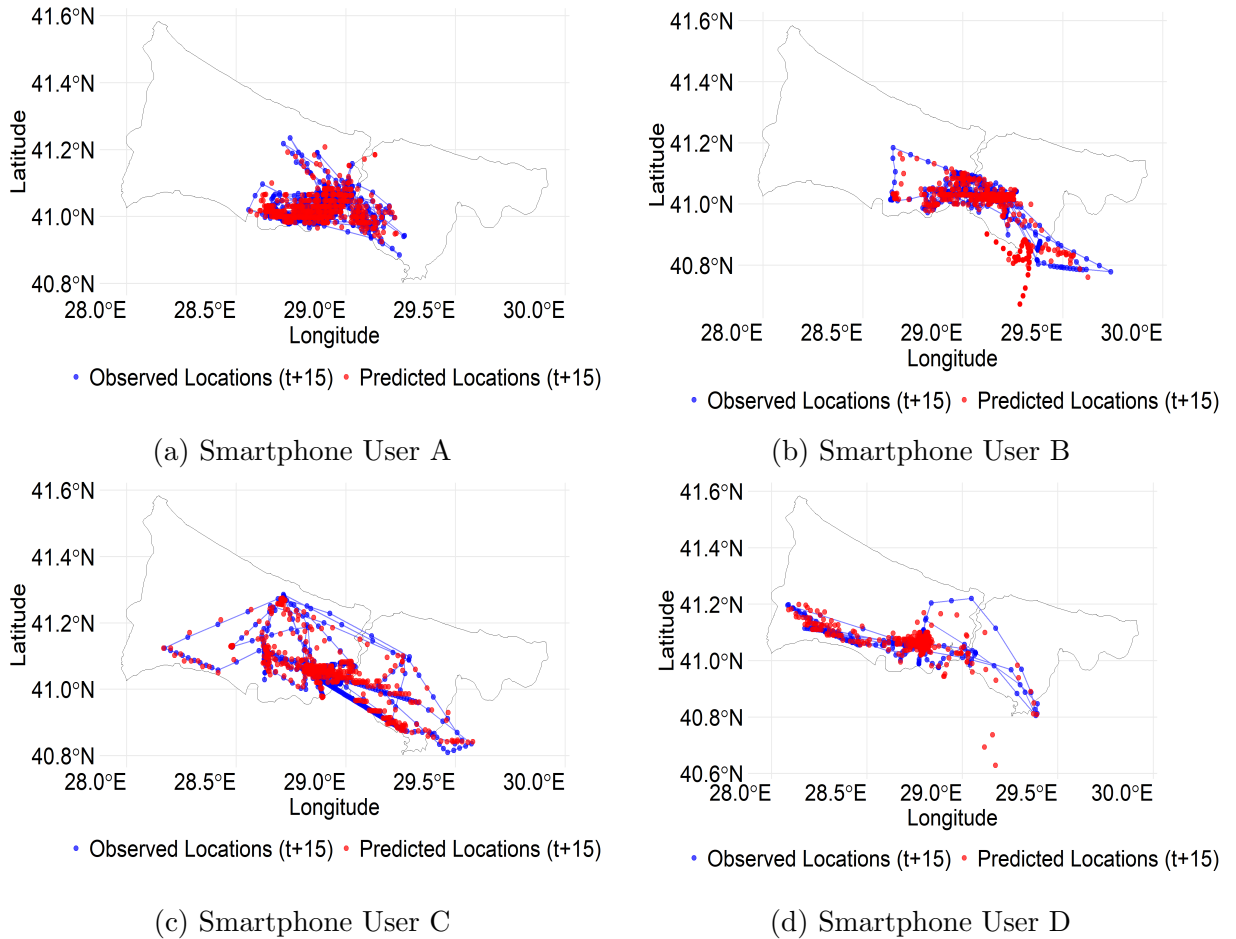 41.6°N
41.4°N
41.2°N
41.0°N
40.8°N
Latitude
28.0°E 28.5°E 29.0°E 29.5°E 30.0°E
Longitude
Observed Locations (t+15) Predicted Locations (t+15)
(a) Smartphone User A
41.6°N
41.4°N
41.2°N
41.0°N
40.8°N
Latitude
28.0°E 28.5°E 29.0°E 29.5°E 30.0°E
Longitude
Observed Locations (t+15) Predicted Locations (t+15)
(b) Smartphone User B
41.6°N
41.4°N
41.2°N
41.0°N
40.8°N
Latitude
28.0°E 28.5°E 29.0°E 29.5°E 30.0°E
Longitude
Observed Locations (t+15) Predicted Locations (t+15)
(c) Smartphone User C
41.6°N
41.4°N
41.2°N
41.0°N
40.8°N
40.6°N
Latitude
28.0°E 28.5°E 29.0°E 29.5°E 30.0°E
Longitude
Observed Locations (t+15) Predicted Locations (t+15)
(d) Smartphone User D